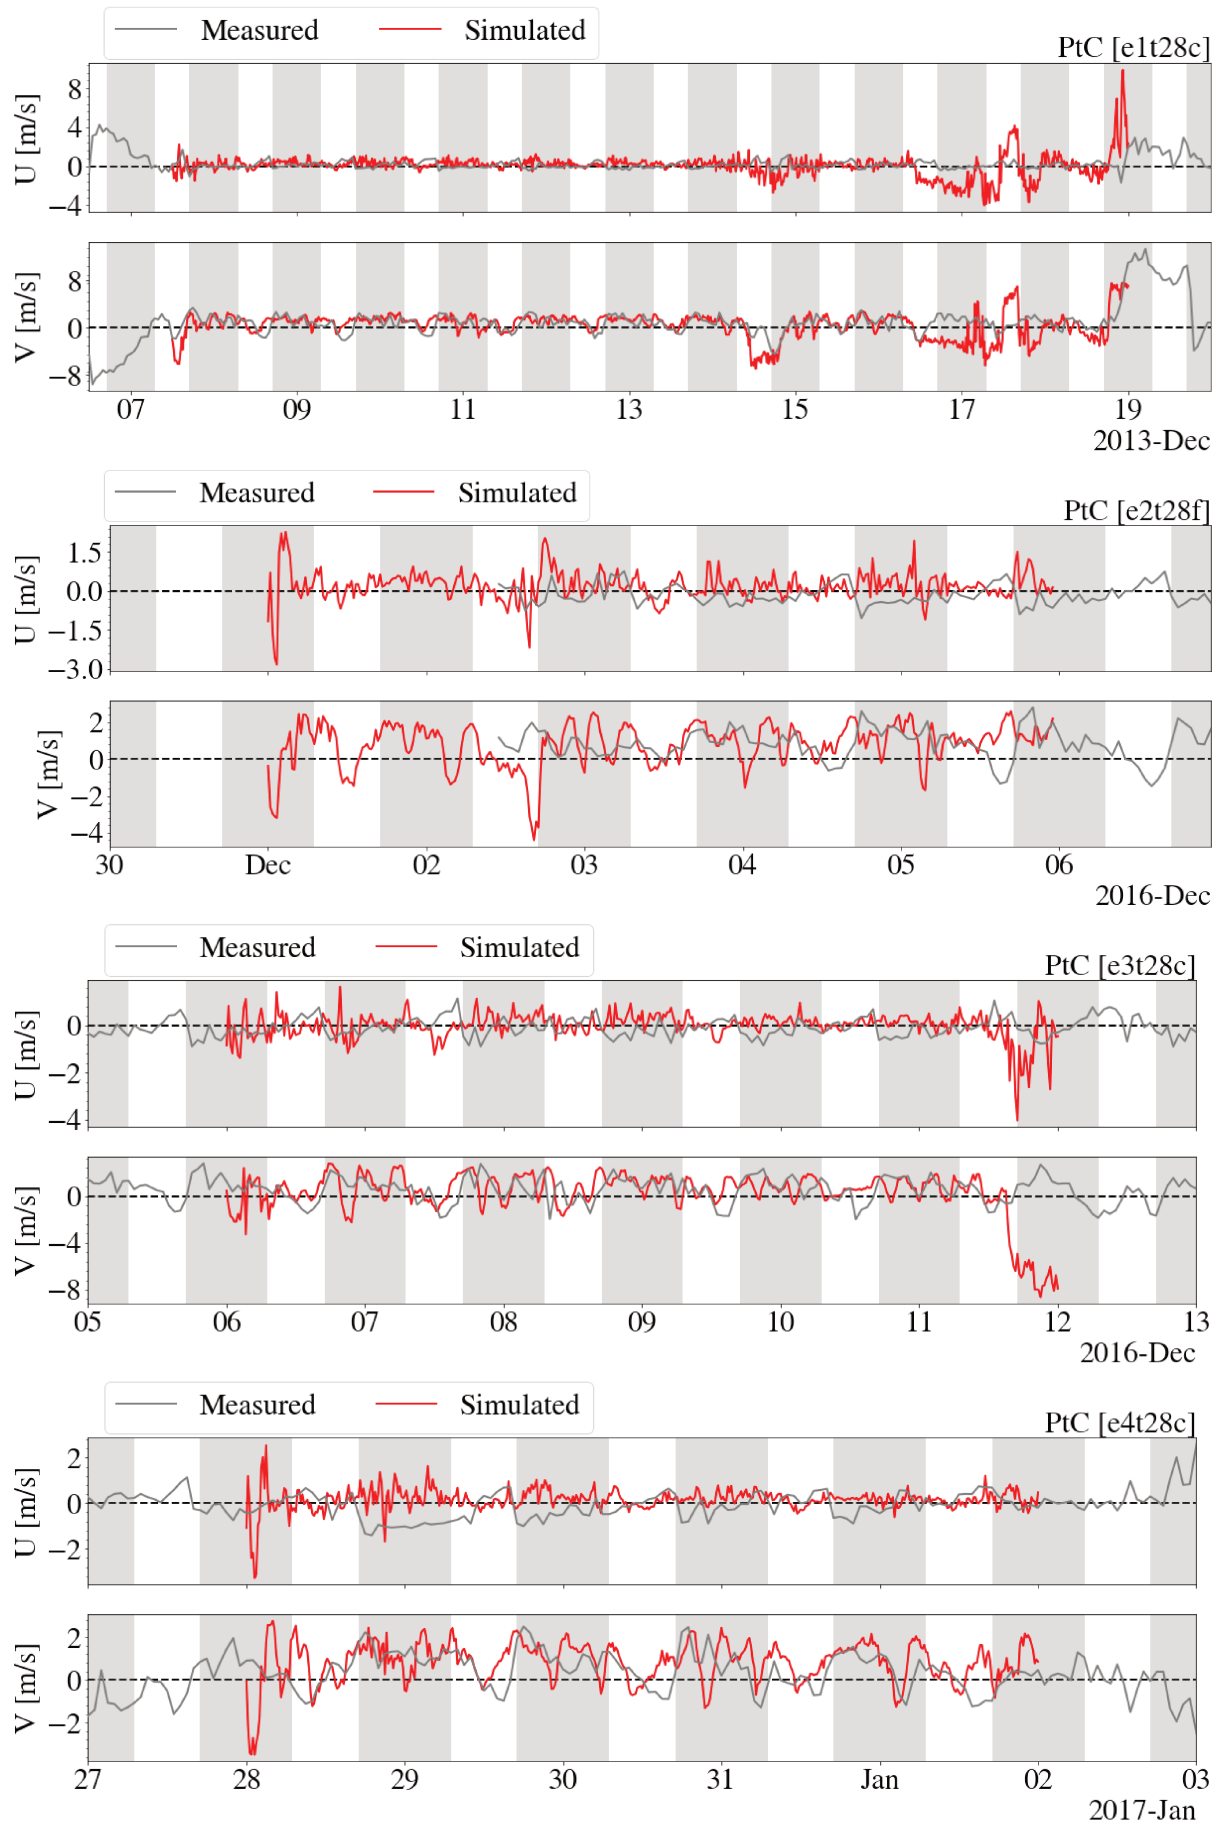 Measured Simulated
PtC [e1t28c]
U [m/s]
8
4
0
−4
V [m/s]
8
0
−8
07 09 11 13 15 17 19
2013-Dec
Measured Simulated
PtC [e2t28f]
U [m/s]
1.5
0.0
−1.5
−3.0
V [m/s]
2
0
−2
−4
30 Dec 02 03 04 05 06
2016-Dec
Measured Simulated
PtC [e3t28c]
U [m/s]
0
−2
−4
V [m/s]
0
−4
−8
05 06 07 08 09 10 11 12 13
2016-Dec
Measured Simulated
PtC [e4t28c]
U [m/s]
2
0
−2
V [m/s]
2
0
−2
27 28 29 30 31 Jan 02 03
2017-Jan